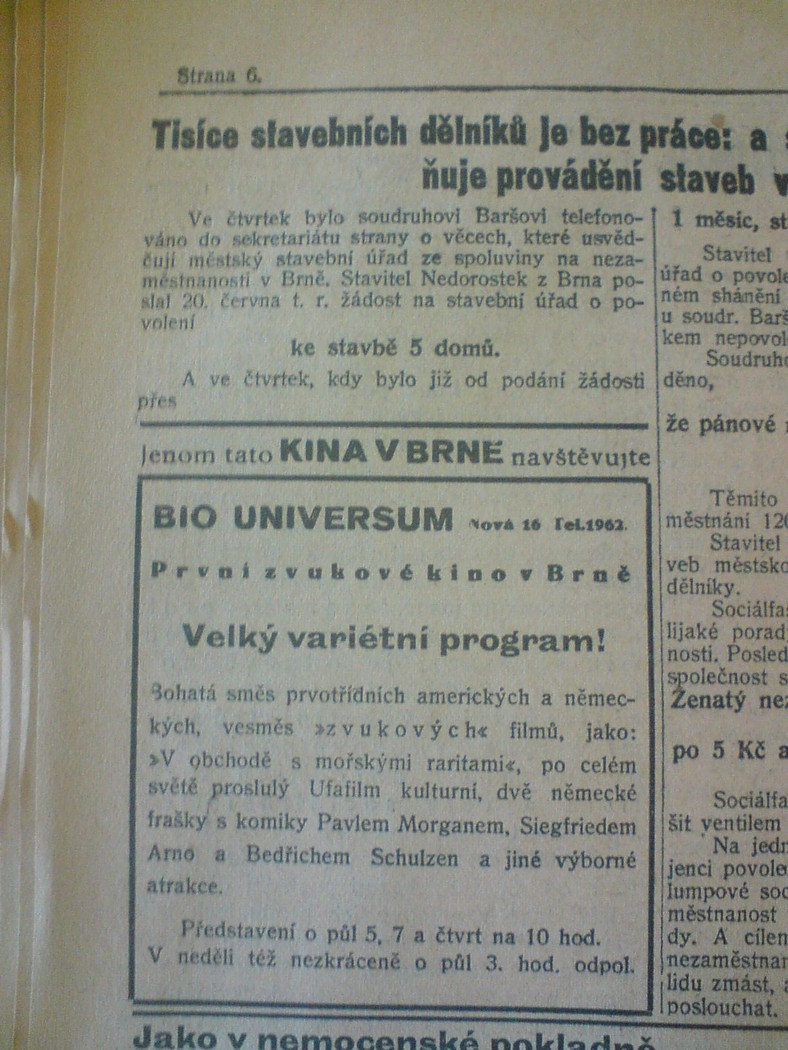 Strana 6.
Tisíce stavebních dělníků je bez práce: a
ňuje provádění staveb v
Ve čtvrtek bylo soudruhovi Baršovi telefono-
váno do sekretariátu strany o věcech, které usvěd-
čují městský stavební úřad ze spoluviny na neza-
městnanosti v Brně. Stavitel Nedorostek z Brna po-
slal 20. června t. r. žádost na stavební úřad o po-
volení
ke stavbě 5 domů.
A ve čtvrtek, kdy bylo již od podání žádosti
přes
Jenom tato KINA V BRNĚ navštěvujte
BIO UNIVERSUM Nová 16 Tel.1962.
První zvukové kino v Brně
Velký variétní program!
Bohatá směs prvotřídních amerických a němec-
kých, vesměs »zvukových« filmů, jako:
»V obchodě s mořskými raritami«, po celém
světě proslulý Ufafilm kulturní, dvě německé
frašky s komiky Pavlem Morganem, Siegfriedem
Arno a Bedřichem Schulzen a jiné výborné
atrakce.
Představení o půl 5, 7 a čtvrt na 10 hod.
V neděli též nezkráceně o půl 3. hod. odpol.
Jako v nemocenské pokladně
1 měsíc, st
Stavitel
úřad o povole
ném shánění
u soudr. Barš
kem nepovol
Soudruho
děno,
že pánové
Těmito
městnání 120
Stavitel
veb městsko
dělníky.
Sociálfa
lijaké porad
nosti. Posled
společnost s
Ženatý nez
po 5 Kč a
Sociálfa
šit ventilem
Na jedn
jenci povole
lumpové soc
městnanost
dy. A cílen
nezaměstnan
lidu zmást, a
poslouchat.